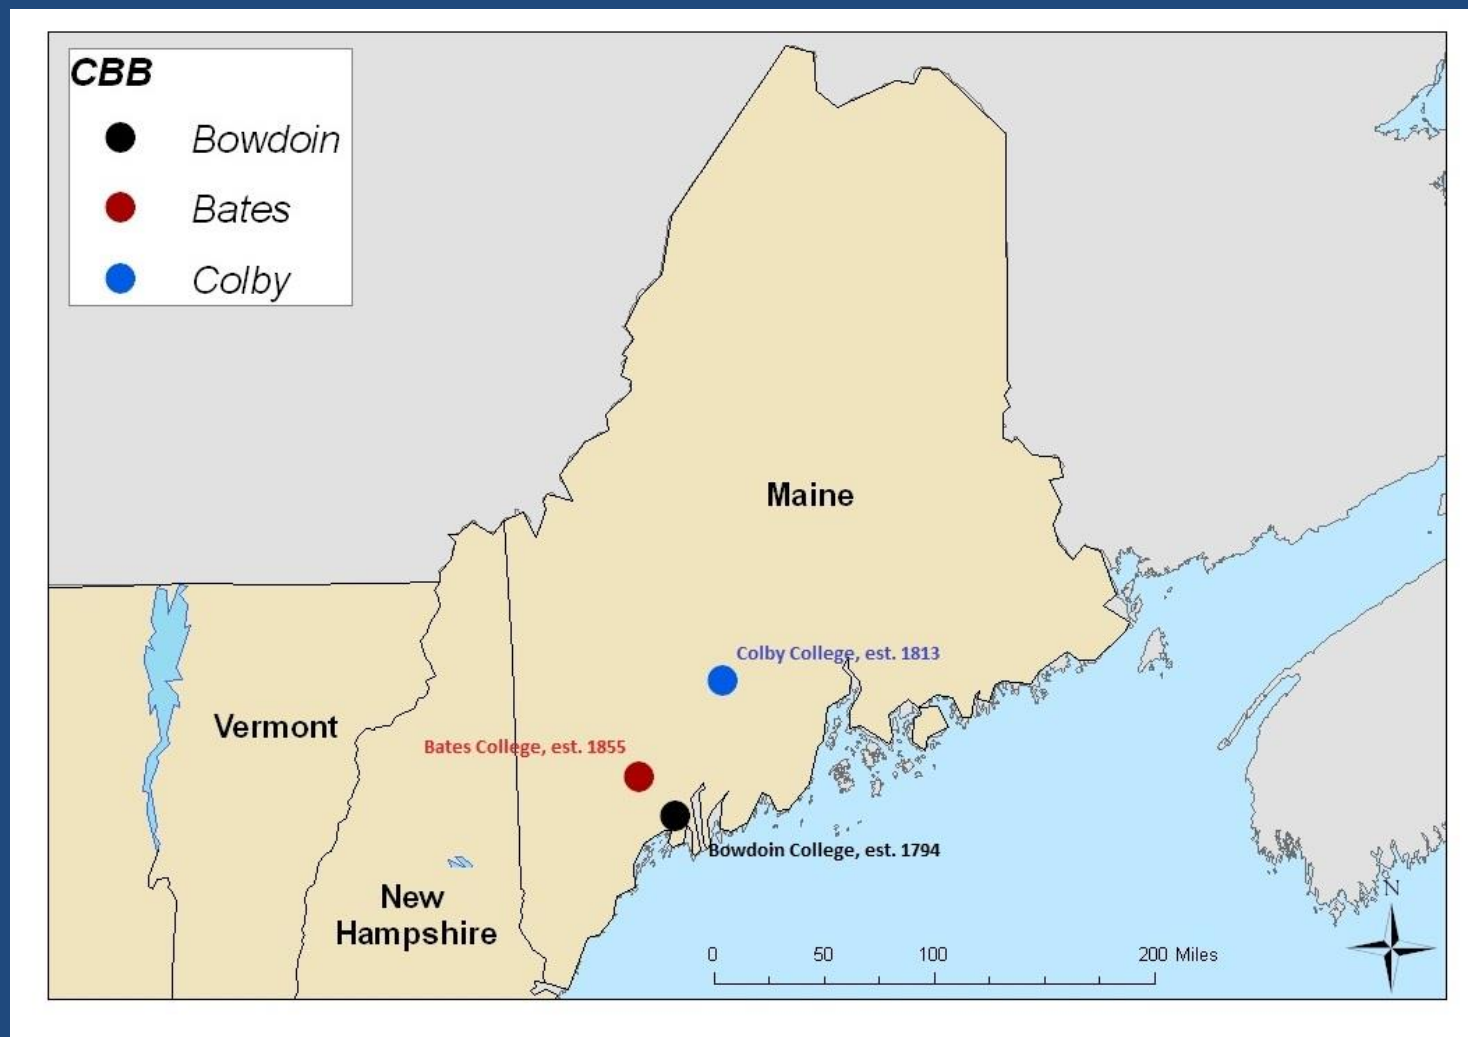 CBB
Bowdoin
Bates
Colby
Maine
Colby College, est. 1813
Vermont
Bates College, est. 1855
Bowdoin College, est. 1794
New
Hampshire
N
0 50 100 200 Miles